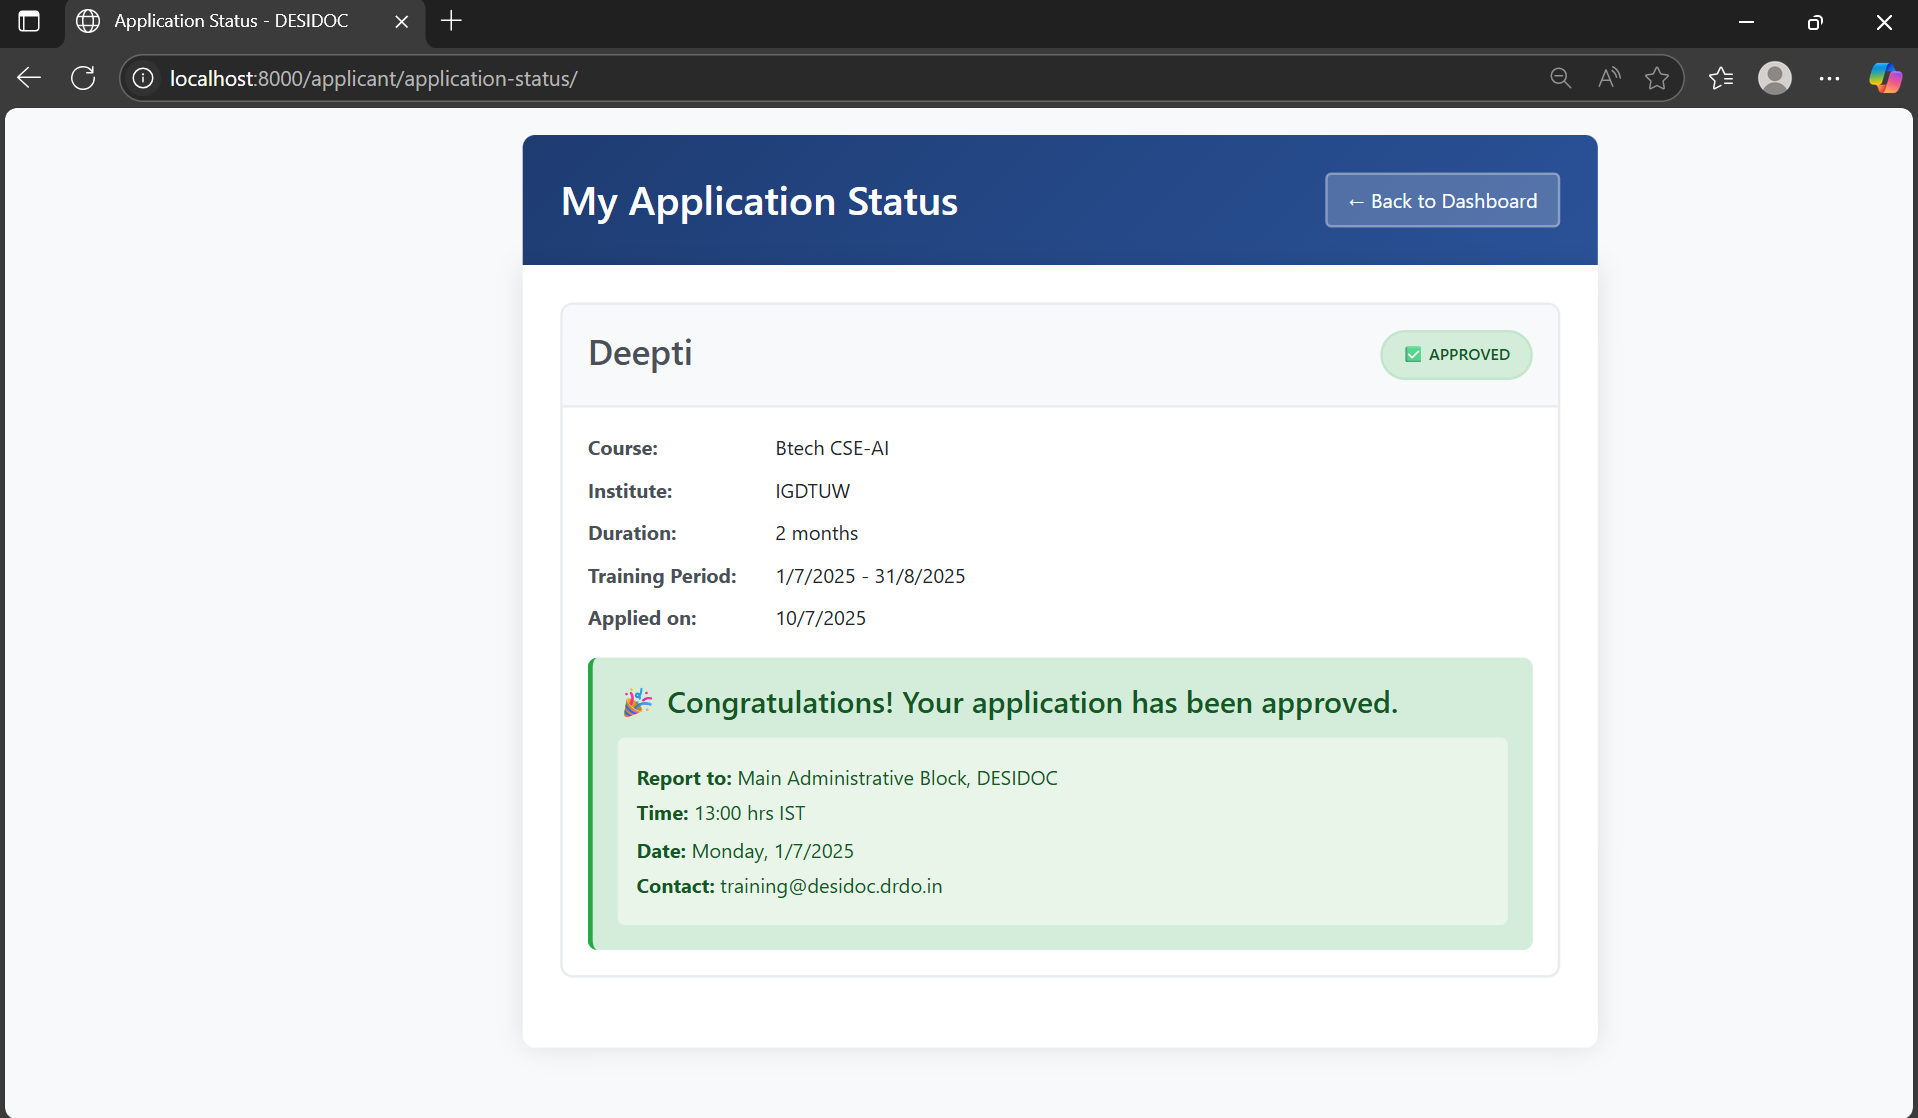 Application Status - DESIDOC
localhost:8000/applicant/application-status/
My Application Status
← Back to Dashboard
Deepti
✅ APPROVED
Course: Btech CSE-AI
Institute: IGDTUW
Duration: 2 months
Training Period: 1/7/2025 - 31/8/2025
Applied on: 10/7/2025
🎉 Congratulations! Your application has been approved.
Report to: Main Administrative Block, DESIDOC
Time: 13:00 hrs IST
Date: Monday, 1/7/2025
Contact: training@desidoc.drdo.in